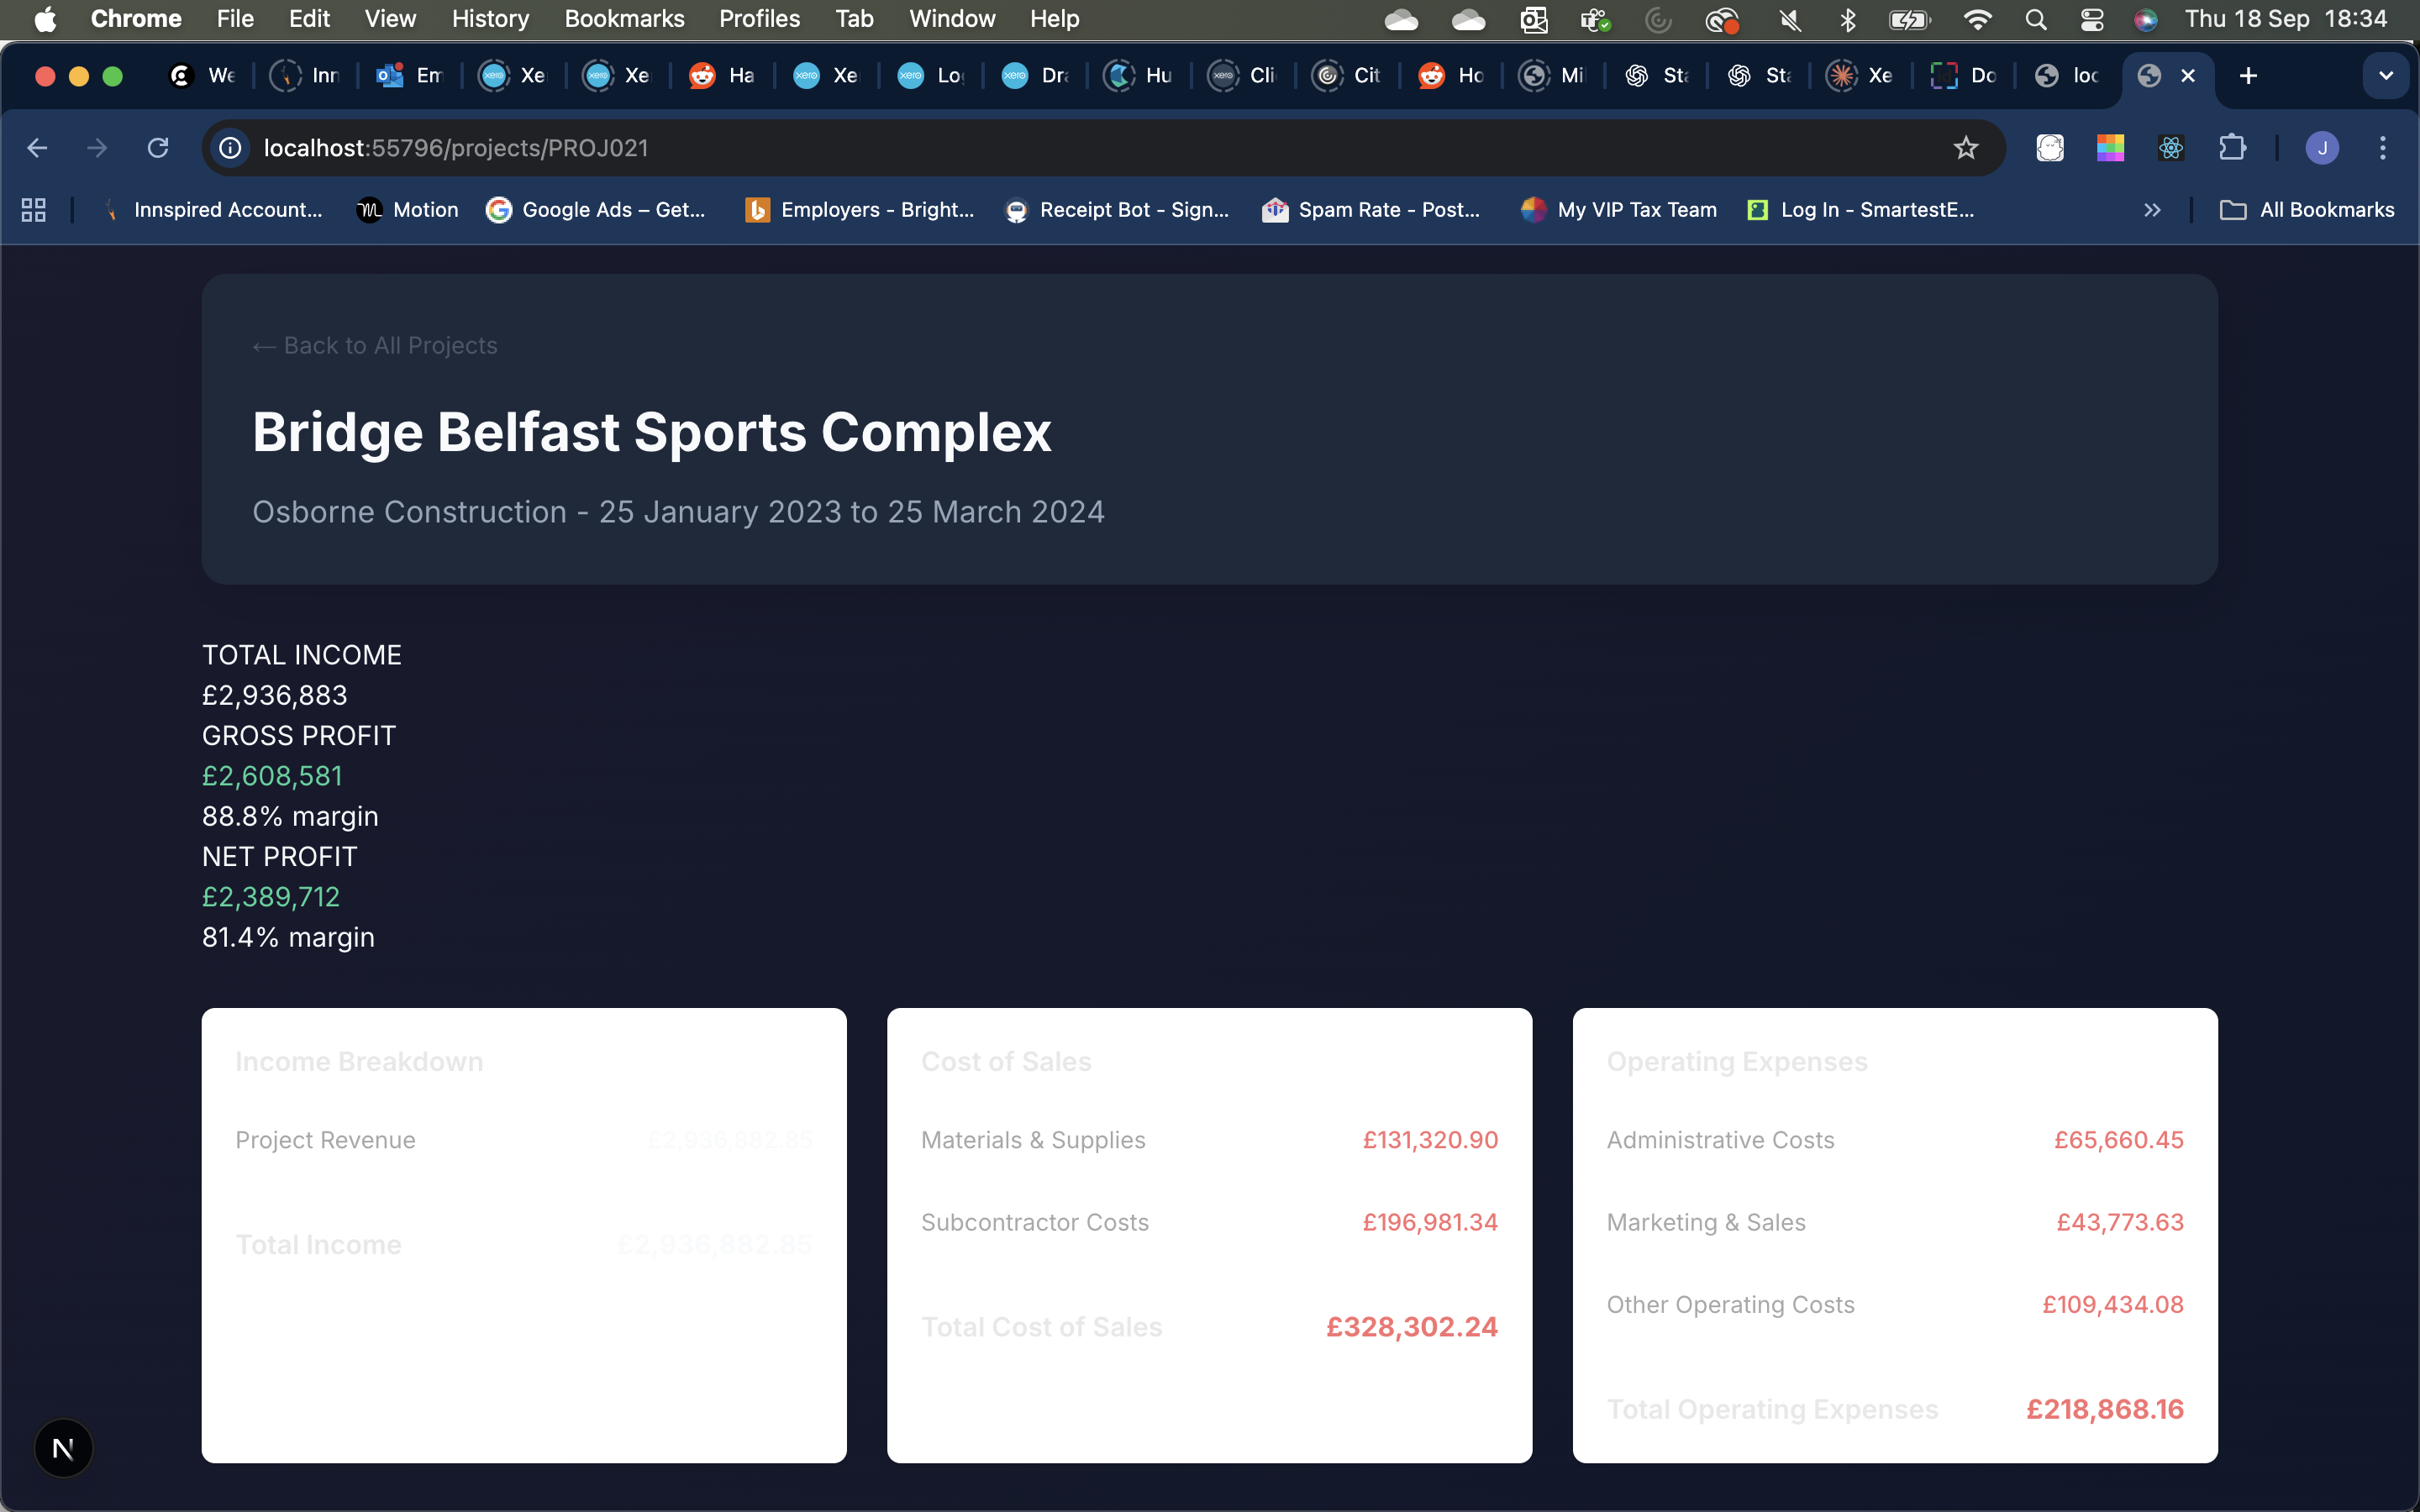 Chrome File Edit View History Bookmarks Profiles Tab Window Help Thu 18 Sep 18:34
We Inn Em Xe Xe Ha Xe Lo Dra Hu Cli Cit Ho Mi Sta Sta Xe Do loc
localhost:55796/projects/PROJ021 J
Innspired Account... Motion Google Ads – Get... Employers - Bright... Receipt Bot - Sign... Spam Rate - Post... My VIP Tax Team Log In - SmartestE... All Bookmarks
← Back to All Projects
Bridge Belfast Sports Complex
Osborne Construction - 25 January 2023 to 25 March 2024
TOTAL INCOME
£2,936,883
GROSS PROFIT
£2,608,581
88.8% margin
NET PROFIT
£2,389,712
81.4% margin
Income Breakdown
Project Revenue £2,936,882.85
Total Income £2,936,882.85
Cost of Sales
Materials & Supplies £131,320.90
Subcontractor Costs £196,981.34
Total Cost of Sales £328,302.24
Operating Expenses
Administrative Costs £65,660.45
Marketing & Sales £43,773.63
Other Operating Costs £109,434.08
Total Operating Expenses £218,868.16
N